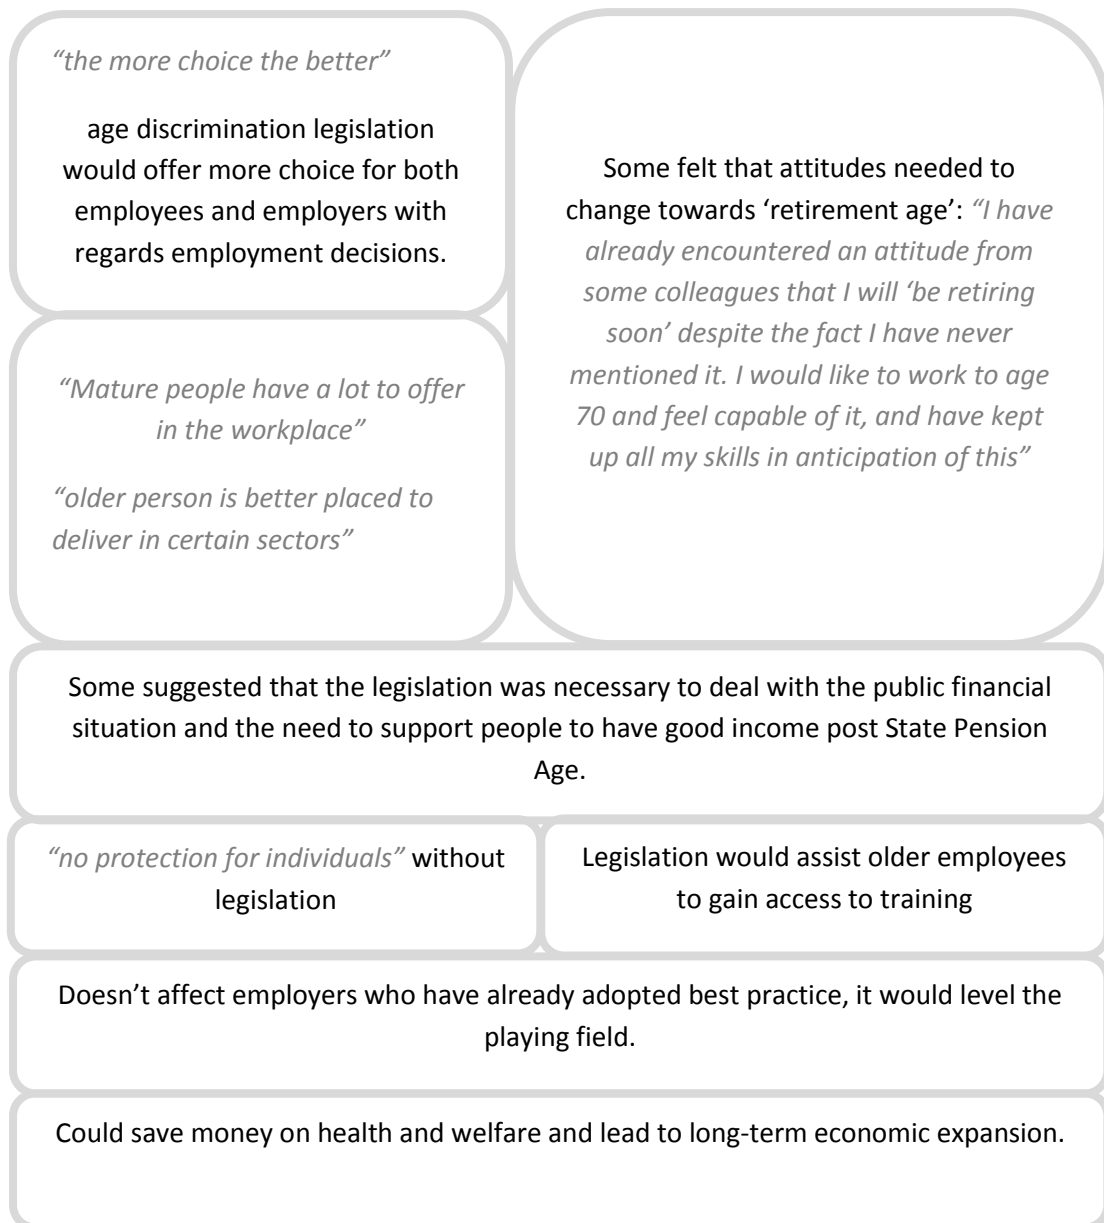 “the more choice the better”
age discrimination legislation
would offer more choice for both
employees and employers with
regards employment decisions.
Some felt that attitudes needed to
change towards ‘retirement age’: “I have
already encountered an attitude from
some colleagues that I will ‘be retiring
soon’ despite the fact I have never
mentioned it. I would like to work to age
70 and feel capable of it, and have kept
up all my skills in anticipation of this”
“Mature people have a lot to offer
in the workplace”
“older person is better placed to
deliver in certain sectors”
Some suggested that the legislation was necessary to deal with the public financial
situation and the need to support people to have good income post State Pension
Age.
“no protection for individuals” without
legislation
Legislation would assist older employees
to gain access to training
Doesn’t affect employers who have already adopted best practice, it would level the
playing field.
Could save money on health and welfare and lead to long-term economic expansion.